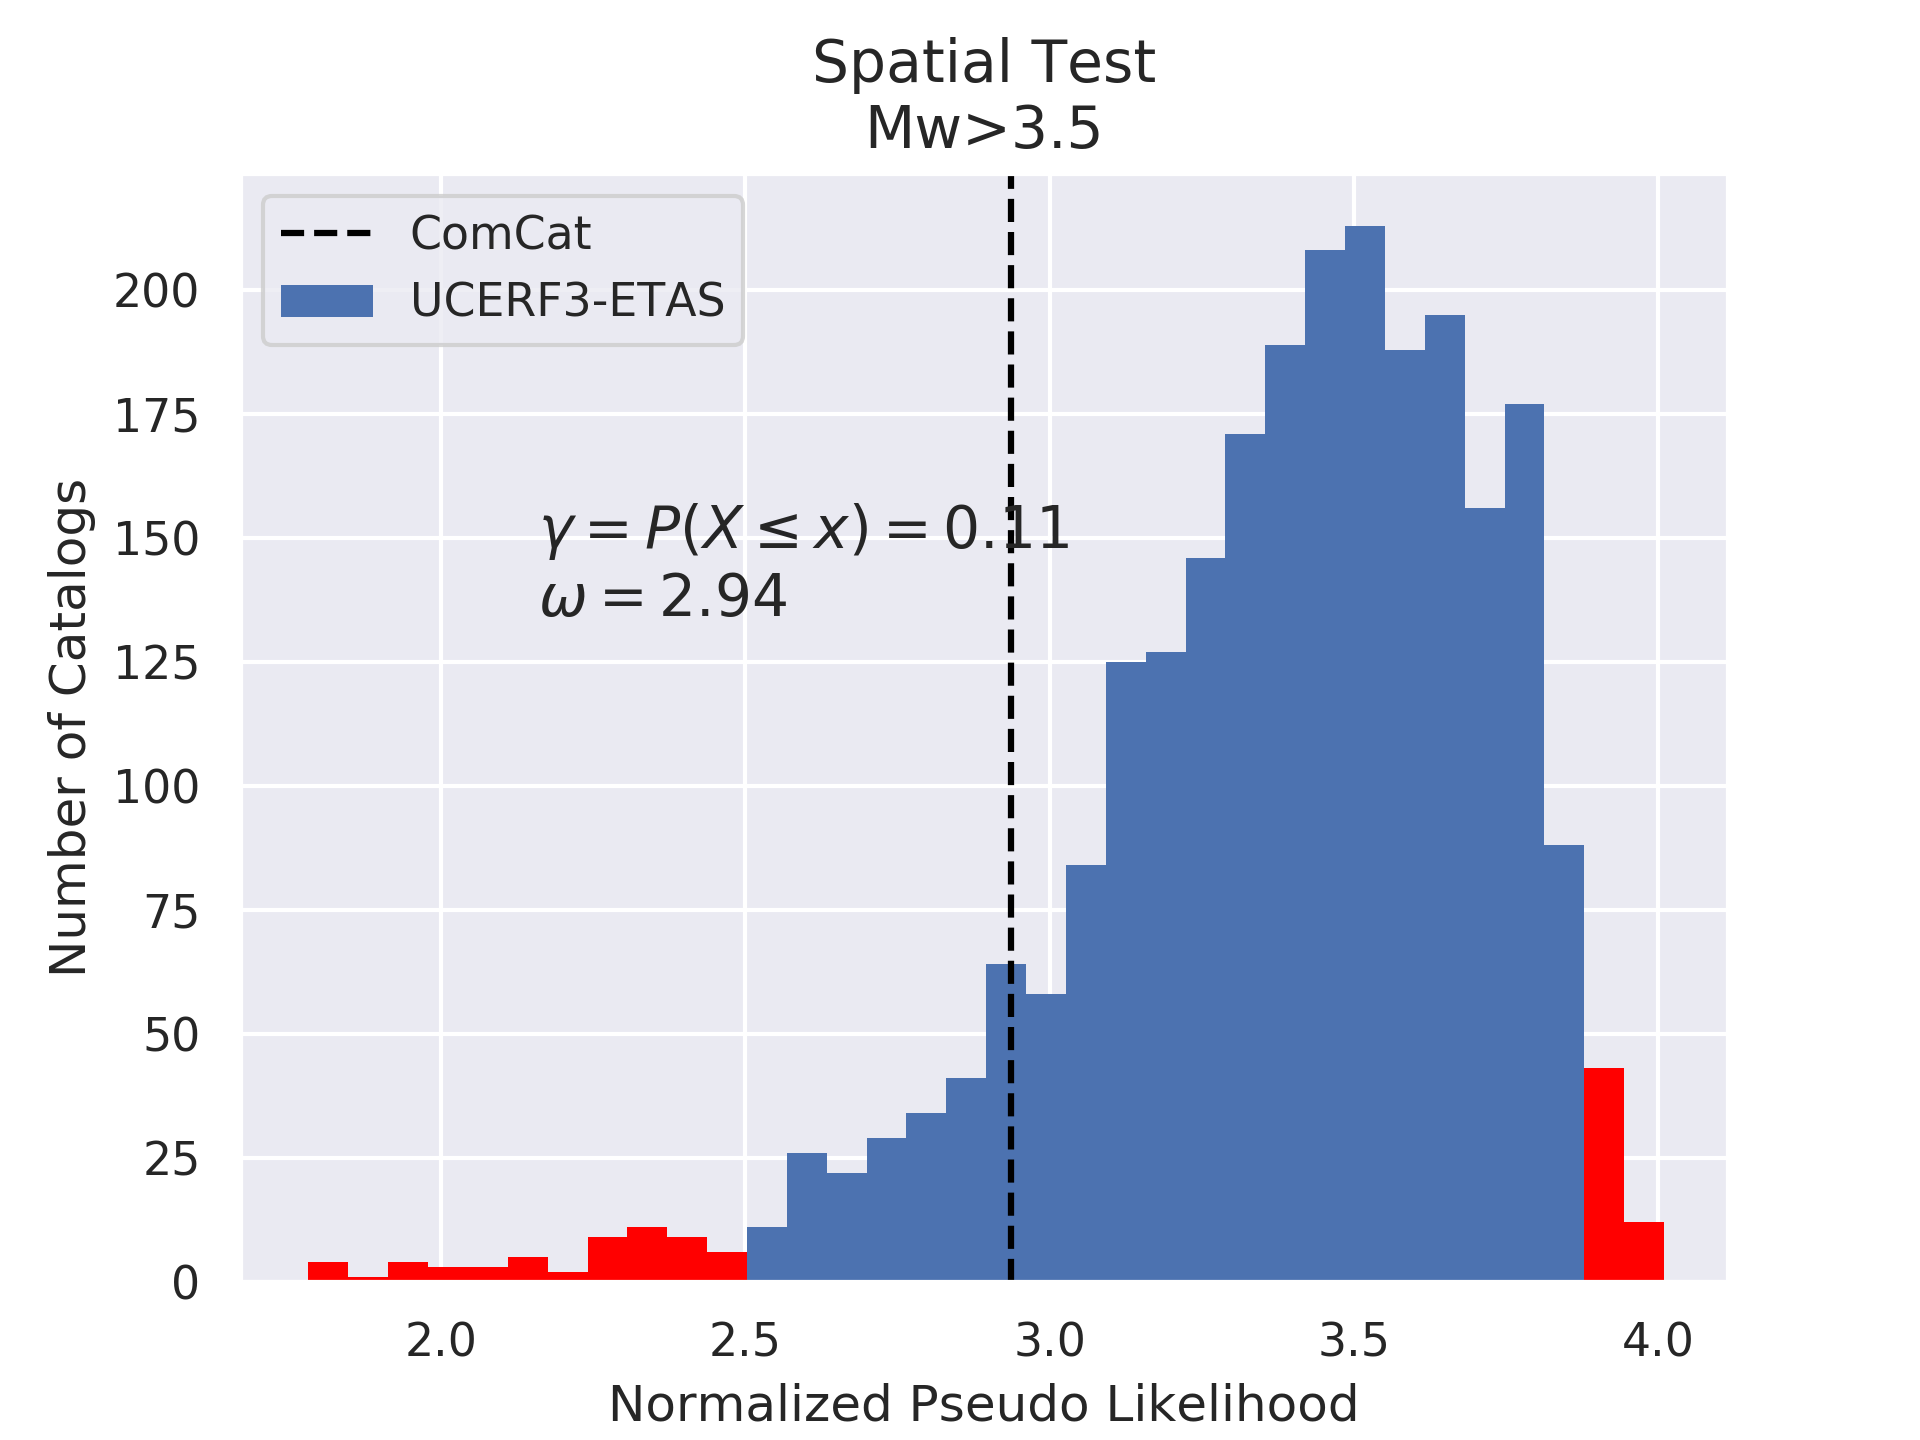 Spatial Test
Mw>3.5
ComCat
UCERF3-ETAS
γ = P(X ≤ x) = 0.11
ω = 2.94
Number of Catalogs
200
175
150
125
100
75
50
25
0
2.0 2.5 3.0 3.5 4.0
Normalized Pseudo Likelihood